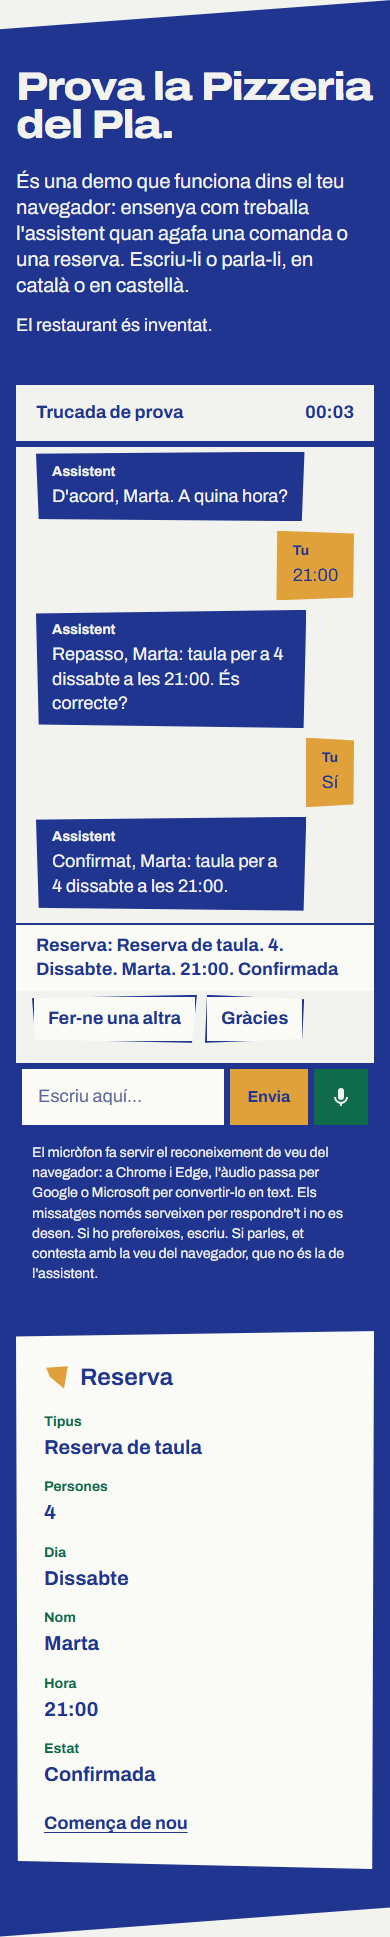 Prova la Pizzeria
del Pla.
És una demo que funciona dins el teu
navegador: ensenya com treballa
l'assistent quan agafa una comanda o
una reserva. Escriu-li o parla-li, en
català o en castellà.
El restaurant és inventat.
Trucada de prova 00:03
Assistent
D'acord, Marta. A quina hora?
Tu
21:00
Assistent
Repasso, Marta: taula per a 4
dissabte a les 21:00. És
correcte?
Tu
Sí
Assistent
Confirmat, Marta: taula per a
4 dissabte a les 21:00.
Reserva: Reserva de taula. 4.
Dissabte. Marta. 21:00. Confirmada
Fer-ne una altra Gràcies
Escriu aquí... Envia
El micròfon fa servir el reconeixement de veu del
navegador: a Chrome i Edge, l'àudio passa per
Google o Microsoft per convertir-lo en text. Els
missatges només serveixen per respondre't i no es
desen. Si ho prefereixes, escriu. Si parles, et
contesta amb la veu del navegador, que no és la de
l'assistent.
Reserva
Tipus
Reserva de taula
Persones
4
Dia
Dissabte
Nom
Marta
Hora
21:00
Estat
Confirmada
Comença de nou